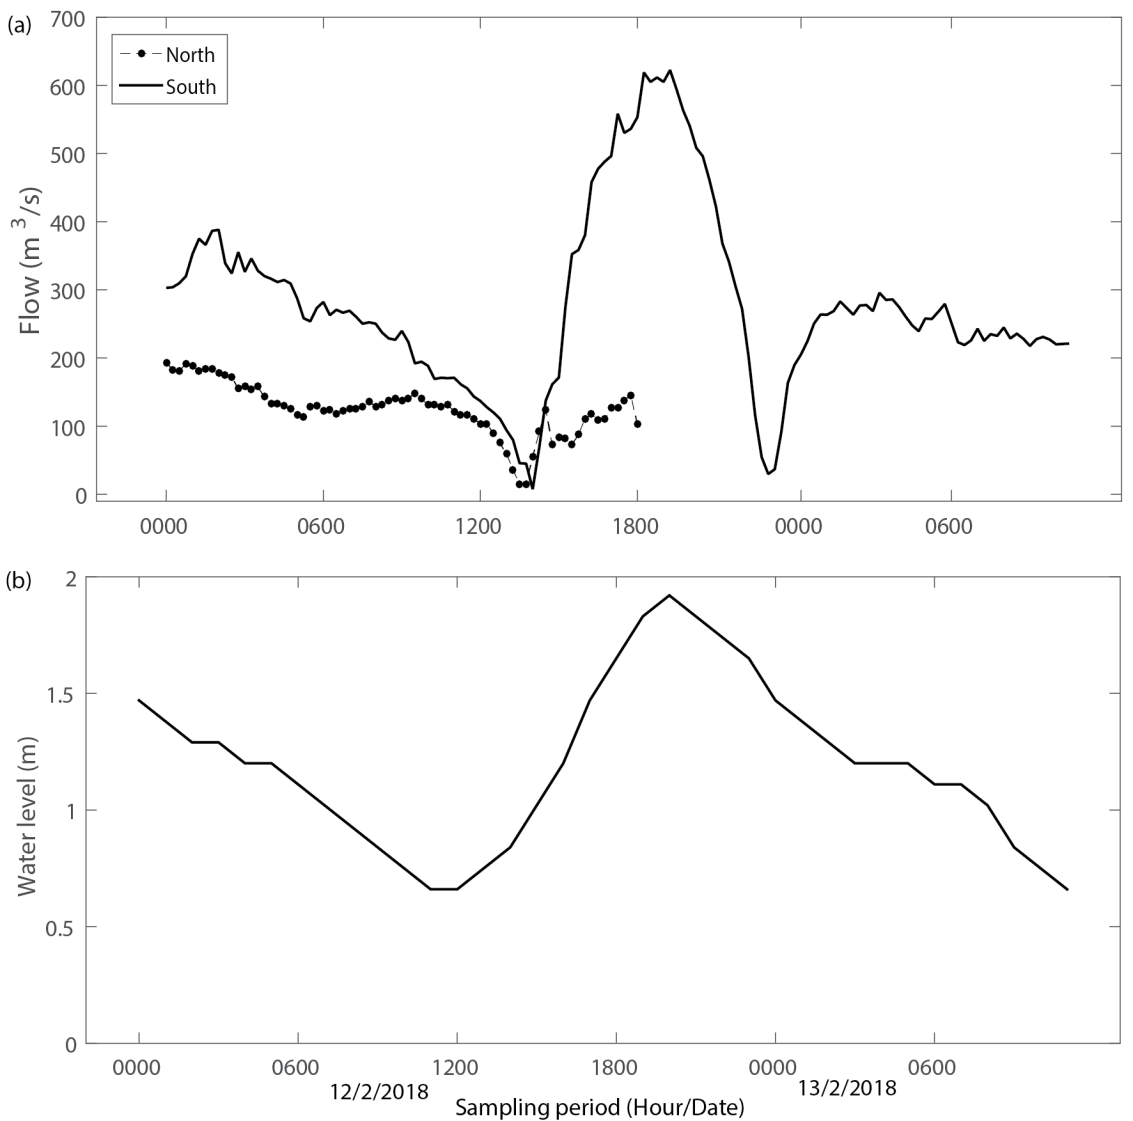 (a)
700
600
500
400
300
200
100
0
Flow (m ³/s)
North
South
0000 0600 1200 1800 0000 0600
(b)
2
1.5
1
0.5
0
Water level (m)
0000 0600 1200 1800 0000 0600
12/2/2018 13/2/2018
Sampling period (Hour/Date)